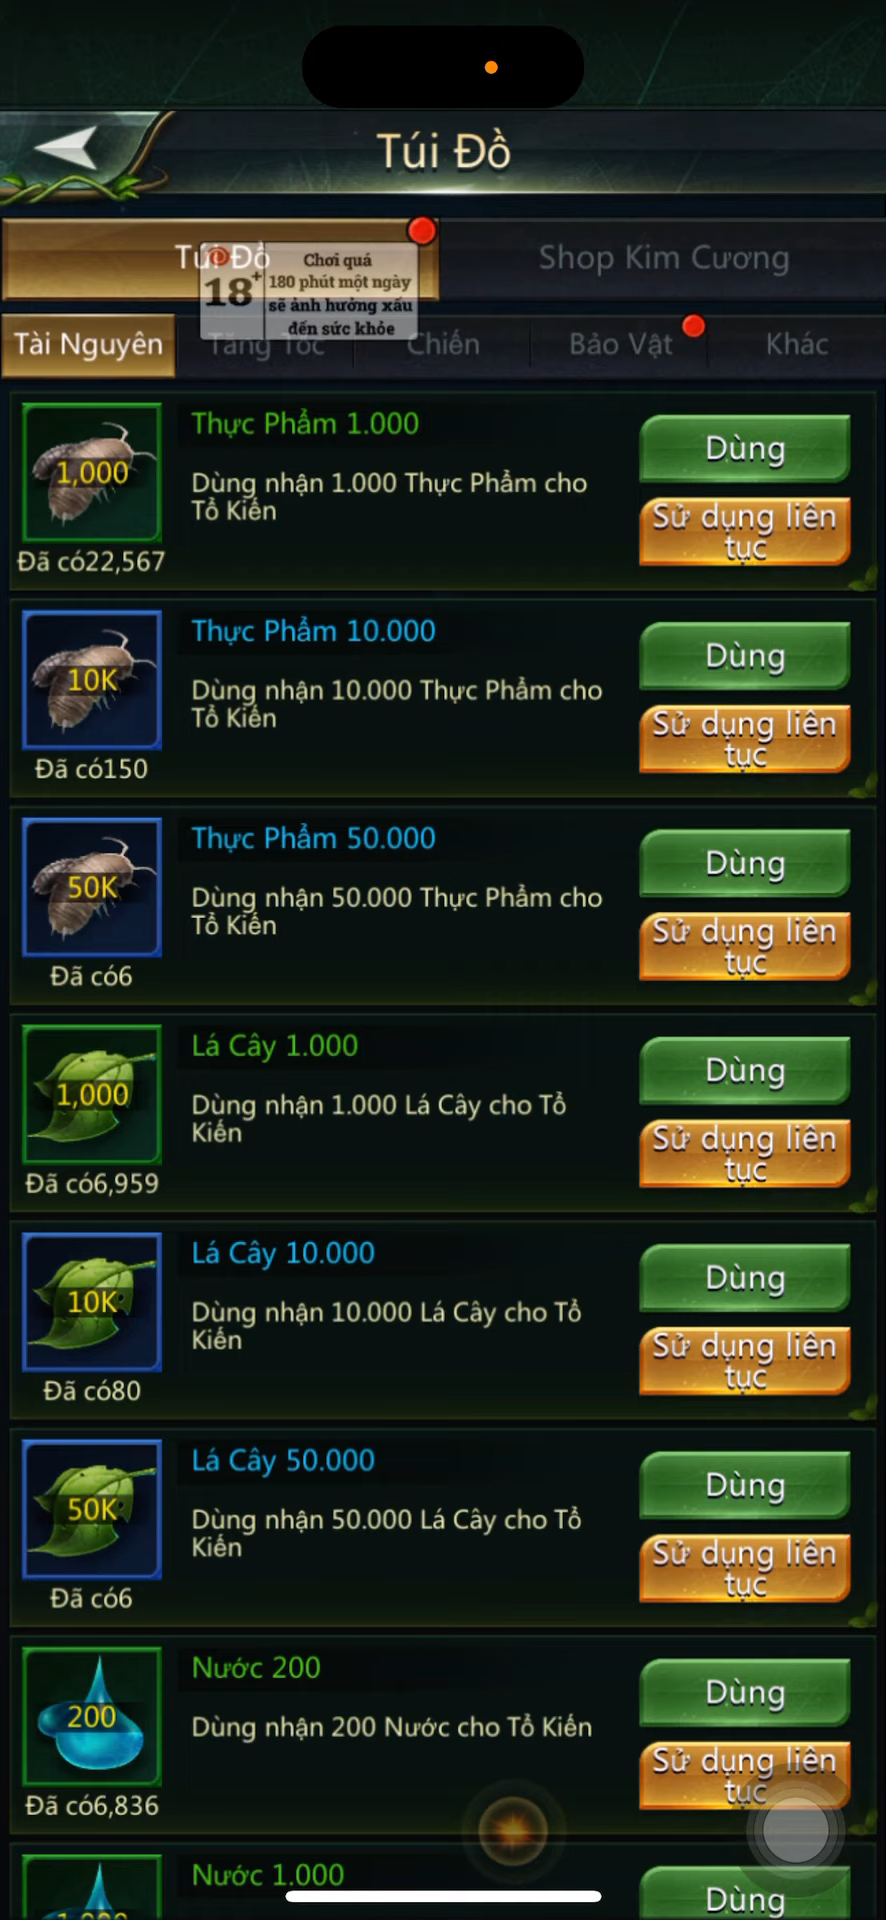 Túi Đồ
Túi Đồ
Shop Kim Cương
18+
Chơi quá
180 phút một ngày
sẽ ảnh hưởng xấu
đến sức khỏe
Tài Nguyên
Tăng Tốc
Chiến
Bảo Vật
Khác
1,000
Thực Phẩm 1.000
Dùng nhận 1.000 Thực Phẩm cho
Tổ Kiến
Đã có22,567
Dùng
Sử dụng liên
tục
10K
Thực Phẩm 10.000
Dùng nhận 10.000 Thực Phẩm cho
Tổ Kiến
Đã có150
Dùng
Sử dụng liên
tục
50K
Thực Phẩm 50.000
Dùng nhận 50.000 Thực Phẩm cho
Tổ Kiến
Đã có6
Dùng
Sử dụng liên
tục
1,000
Lá Cây 1.000
Dùng nhận 1.000 Lá Cây cho Tổ
Kiến
Đã có6,959
Dùng
Sử dụng liên
tục
10K
Lá Cây 10.000
Dùng nhận 10.000 Lá Cây cho Tổ
Kiến
Đã có80
Dùng
Sử dụng liên
tục
50K
Lá Cây 50.000
Dùng nhận 50.000 Lá Cây cho Tổ
Kiến
Đã có6
Dùng
Sử dụng liên
tục
200
Nước 200
Dùng nhận 200 Nước cho Tổ Kiến
Đã có6,836
Dùng
Sử dụng liên
tục
1,000
Nước 1.000
Dùng